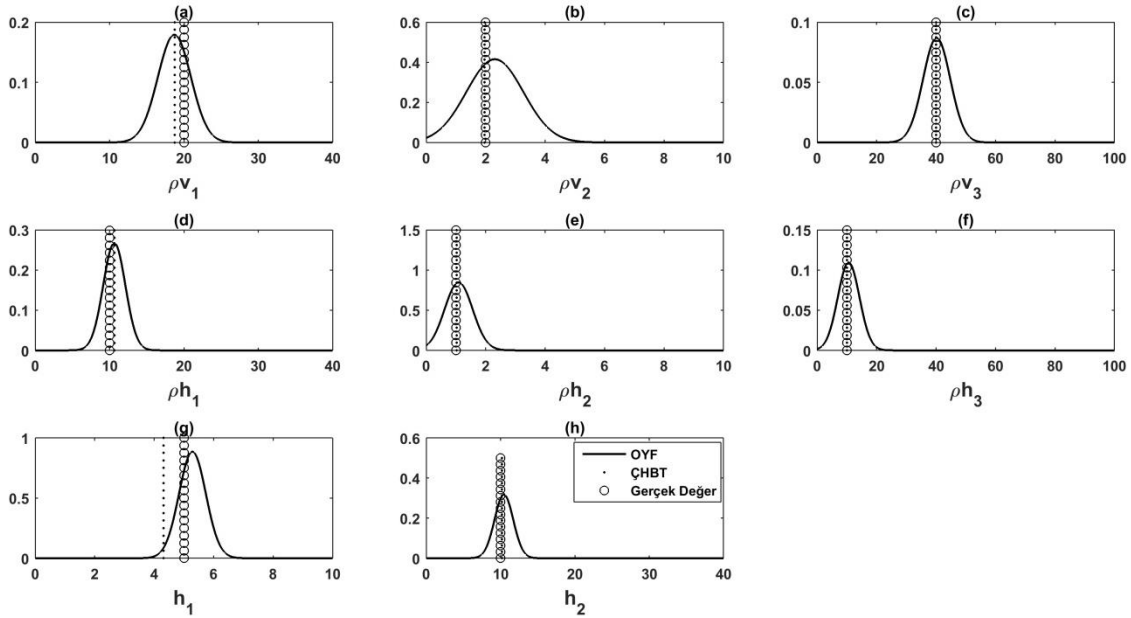 (a)
0.2
0.1
0
0 10 20 30 40
ρv1
(b)
0.6
0.4
0.2
0
0 2 4 6 8 10
ρv2
(c)
0.1
0.05
0
0 20 40 60 80 100
ρv3
(d)
0.3
0.2
0.1
0
0 10 20 30 40
ρh1
(e)
1.5
1
0.5
0
0 2 4 6 8 10
ρh2
(f)
0.15
0.1
0.05
0
0 20 40 60 80 100
ρh3
(g)
1
0.5
0
0 2 4 6 8 10
h1
(h)
0.6
0.4
0.2
0
0 10 20 30 40
h2
OYF
ÇHBT
Gerçek Değer